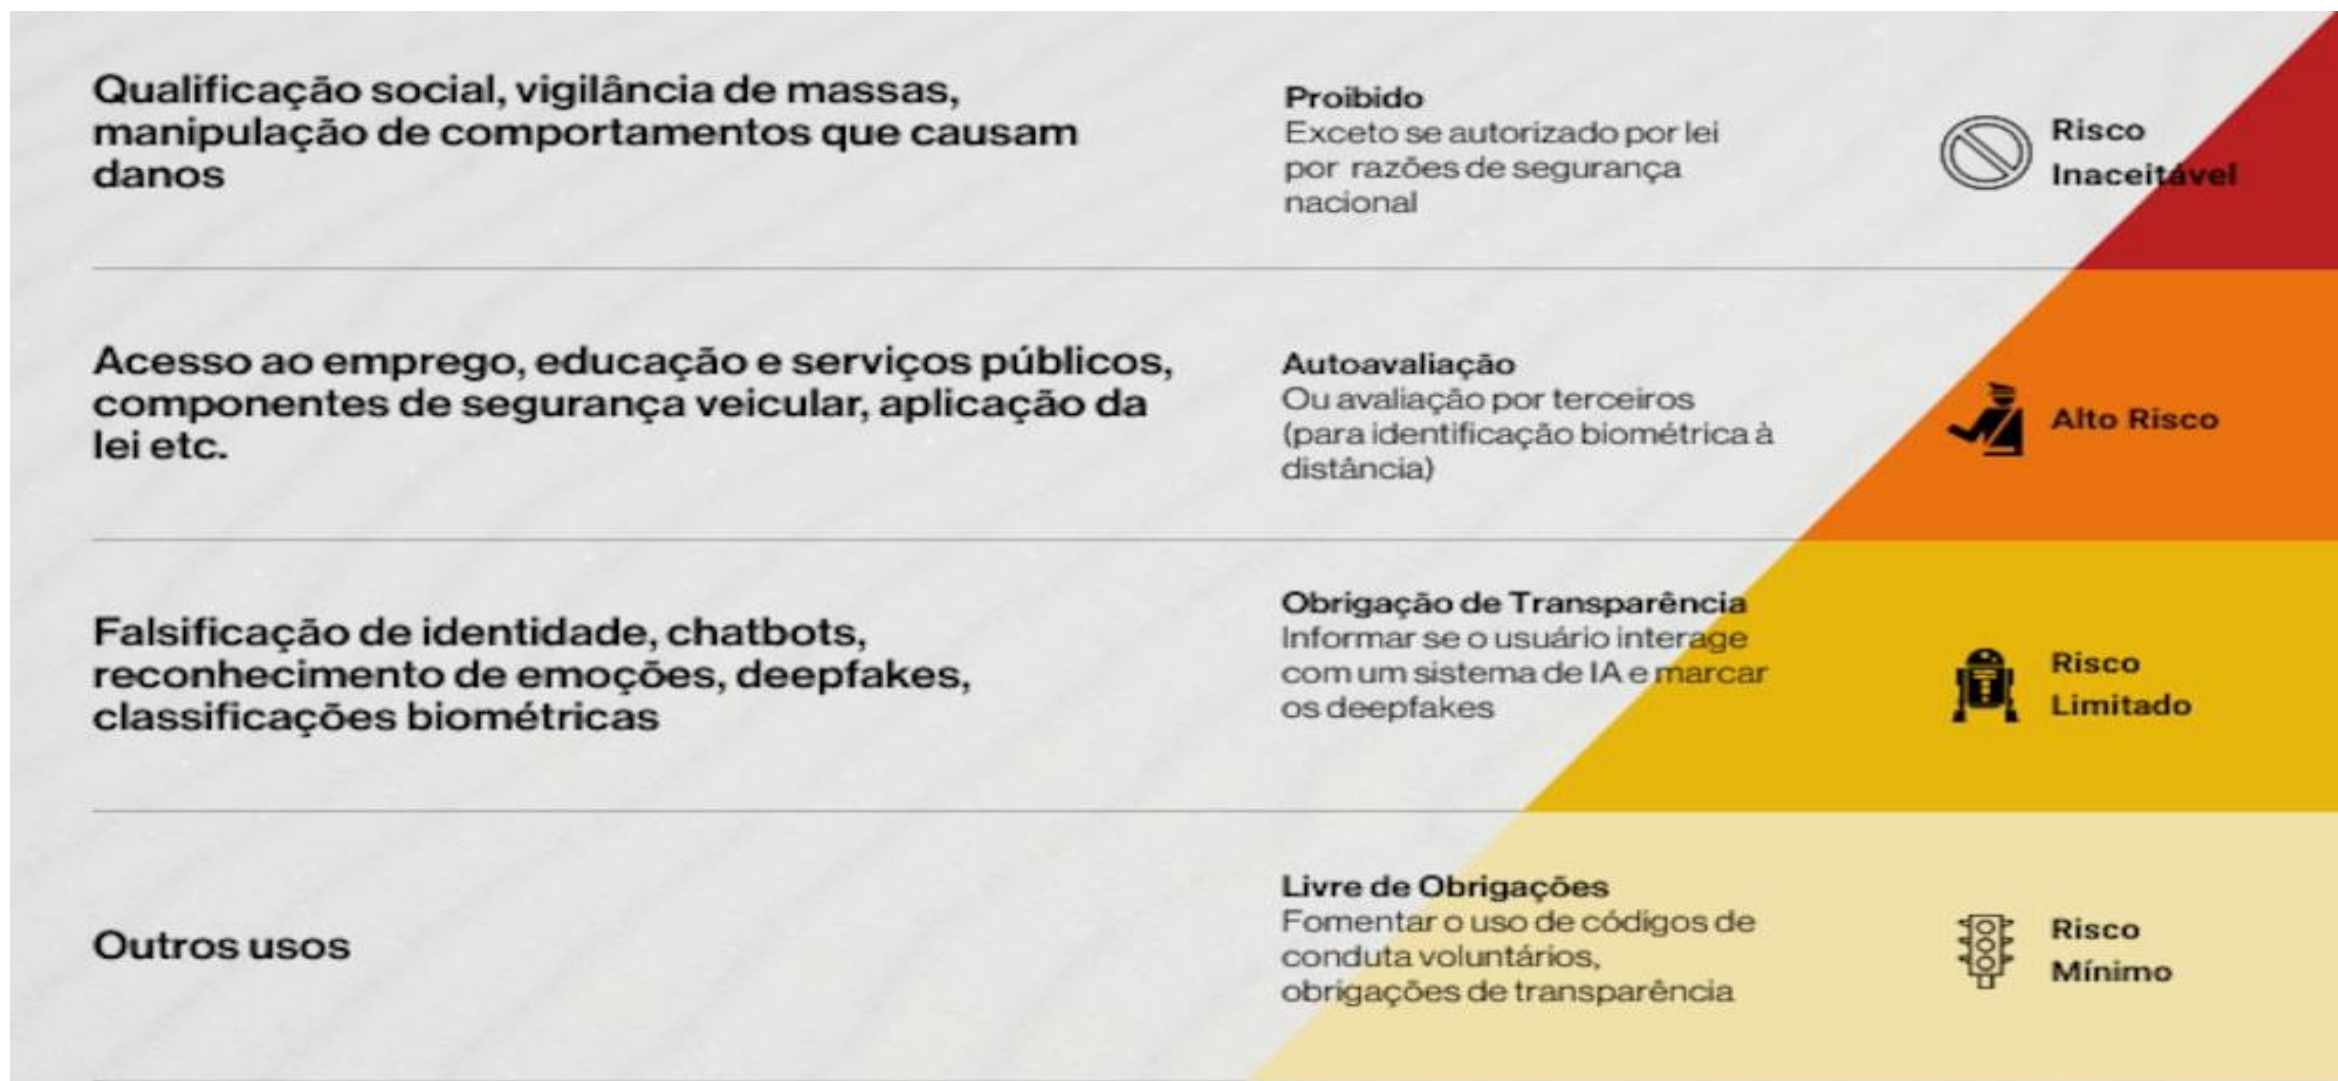 Qualificação social, vigilância de massas,
manipulação de comportamentos que causam
danos
Proibido
Exceto se autorizado por lei
por razões de segurança
nacional
Risco
Inaceitável
Acesso ao emprego, educação e serviços públicos,
componentes de segurança veicular, aplicação da
lei etc.
Autoavaliação
Ou avaliação por terceiros
(para identificação biométrica à
distância)
Alto Risco
Falsificação de identidade, chatbots,
reconhecimento de emoções, deepfakes,
classificações biométricas
Obrigação de Transparência
Informar se o usuário interage
com um sistema de IA e marcar
os deepfakes
Risco
Limitado
Outros usos
Livre de Obrigações
Fomentar o uso de códigos de
conduta voluntários,
obrigações de transparência
Risco
Mínimo